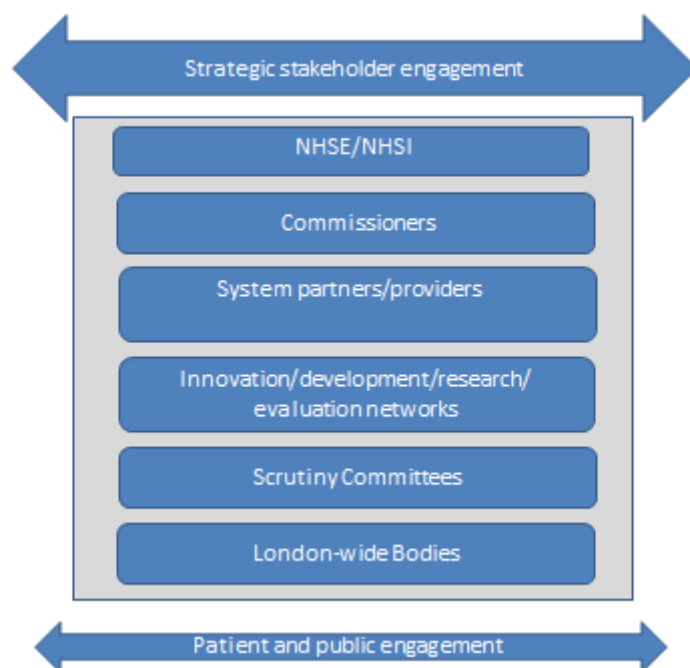 Strategic stakeholder engagement
NHSE/NHSI
Commissioners
System partners/providers
Innovation/development/research/
evaluation networks
Scrutiny Committees
London-wide Bodies
Patient and public engagement